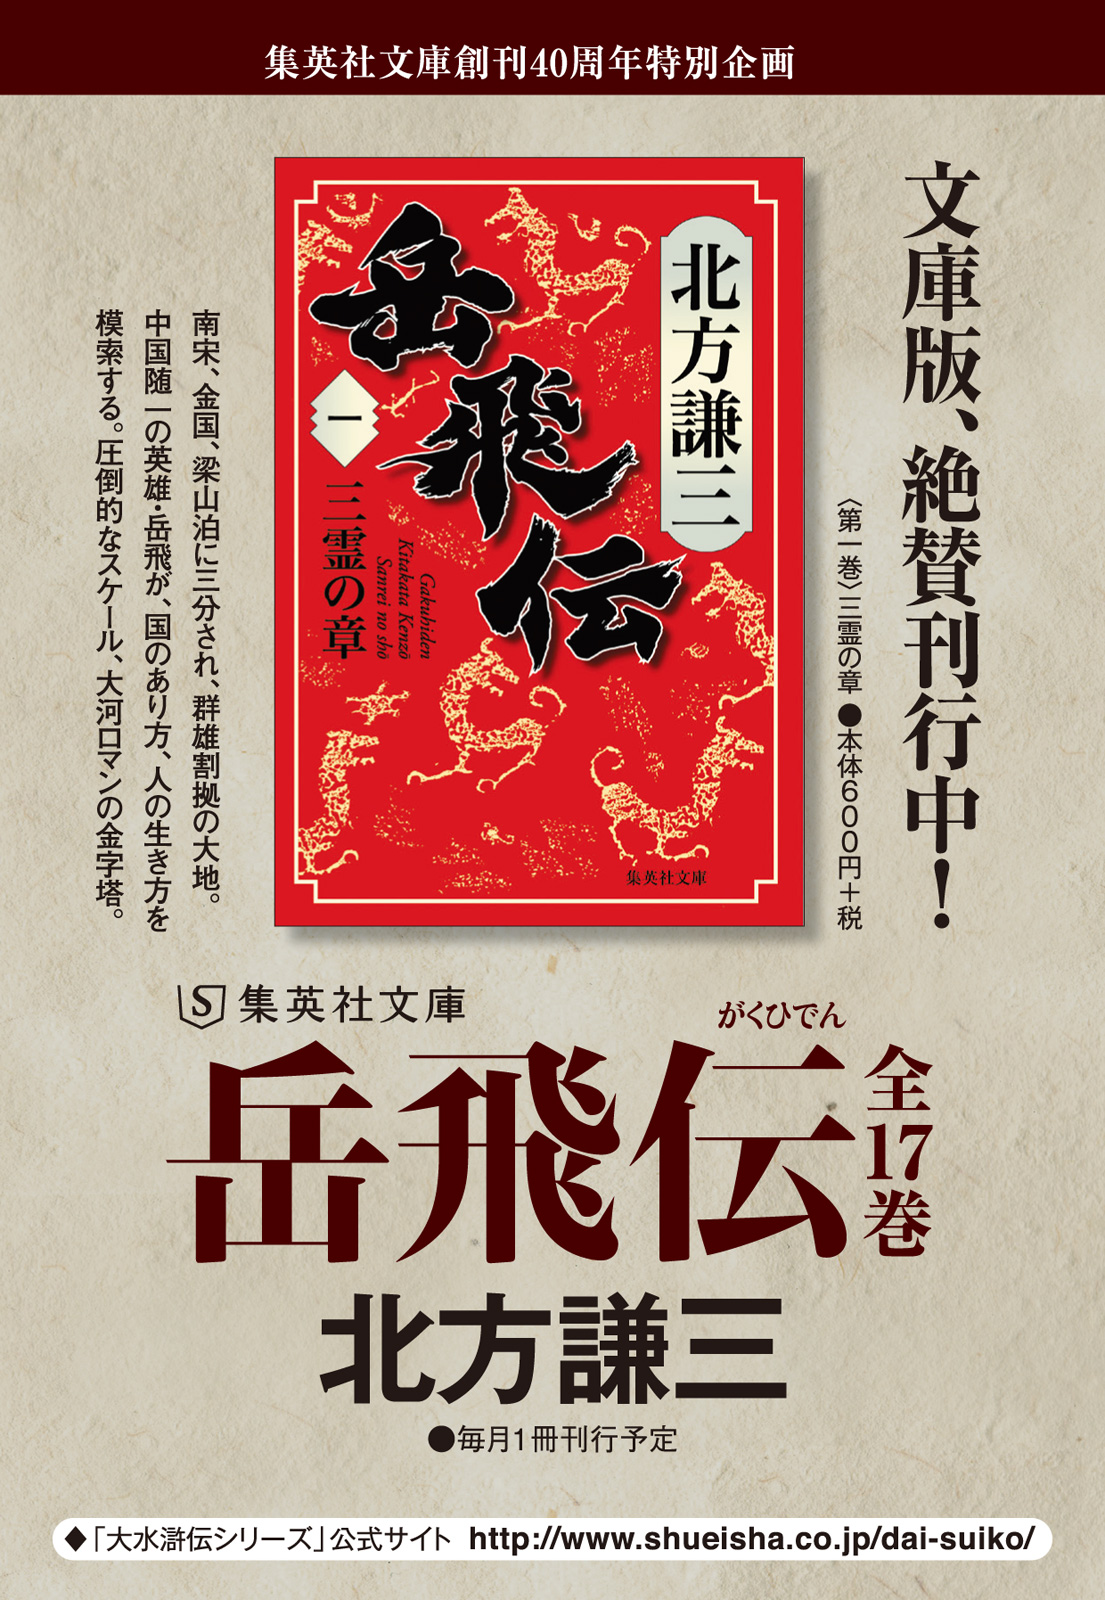 集英社文庫創刊40周年特別企画
文庫版、絶賛刊行中！
〈第一巻〉三霊の章 ●本体600円＋税
北方謙三
岳飛伝
一
三霊の章
Gakuhiden
Kitakata Kenzō
Sanrei no shō
集英社文庫
南宋、金国、梁山泊に三分され、群雄割拠の大地。
中国随一の英雄・岳飛が、国のあり方、人の生き方を
模索する。圧倒的なスケール、大河ロマンの金字塔。
S 集英社文庫
がくひでん
岳飛伝 全17巻
北方謙三
●毎月1冊刊行予定
◆「大水滸伝シリーズ」公式サイト http://www.shueisha.co.jp/dai-suiko/